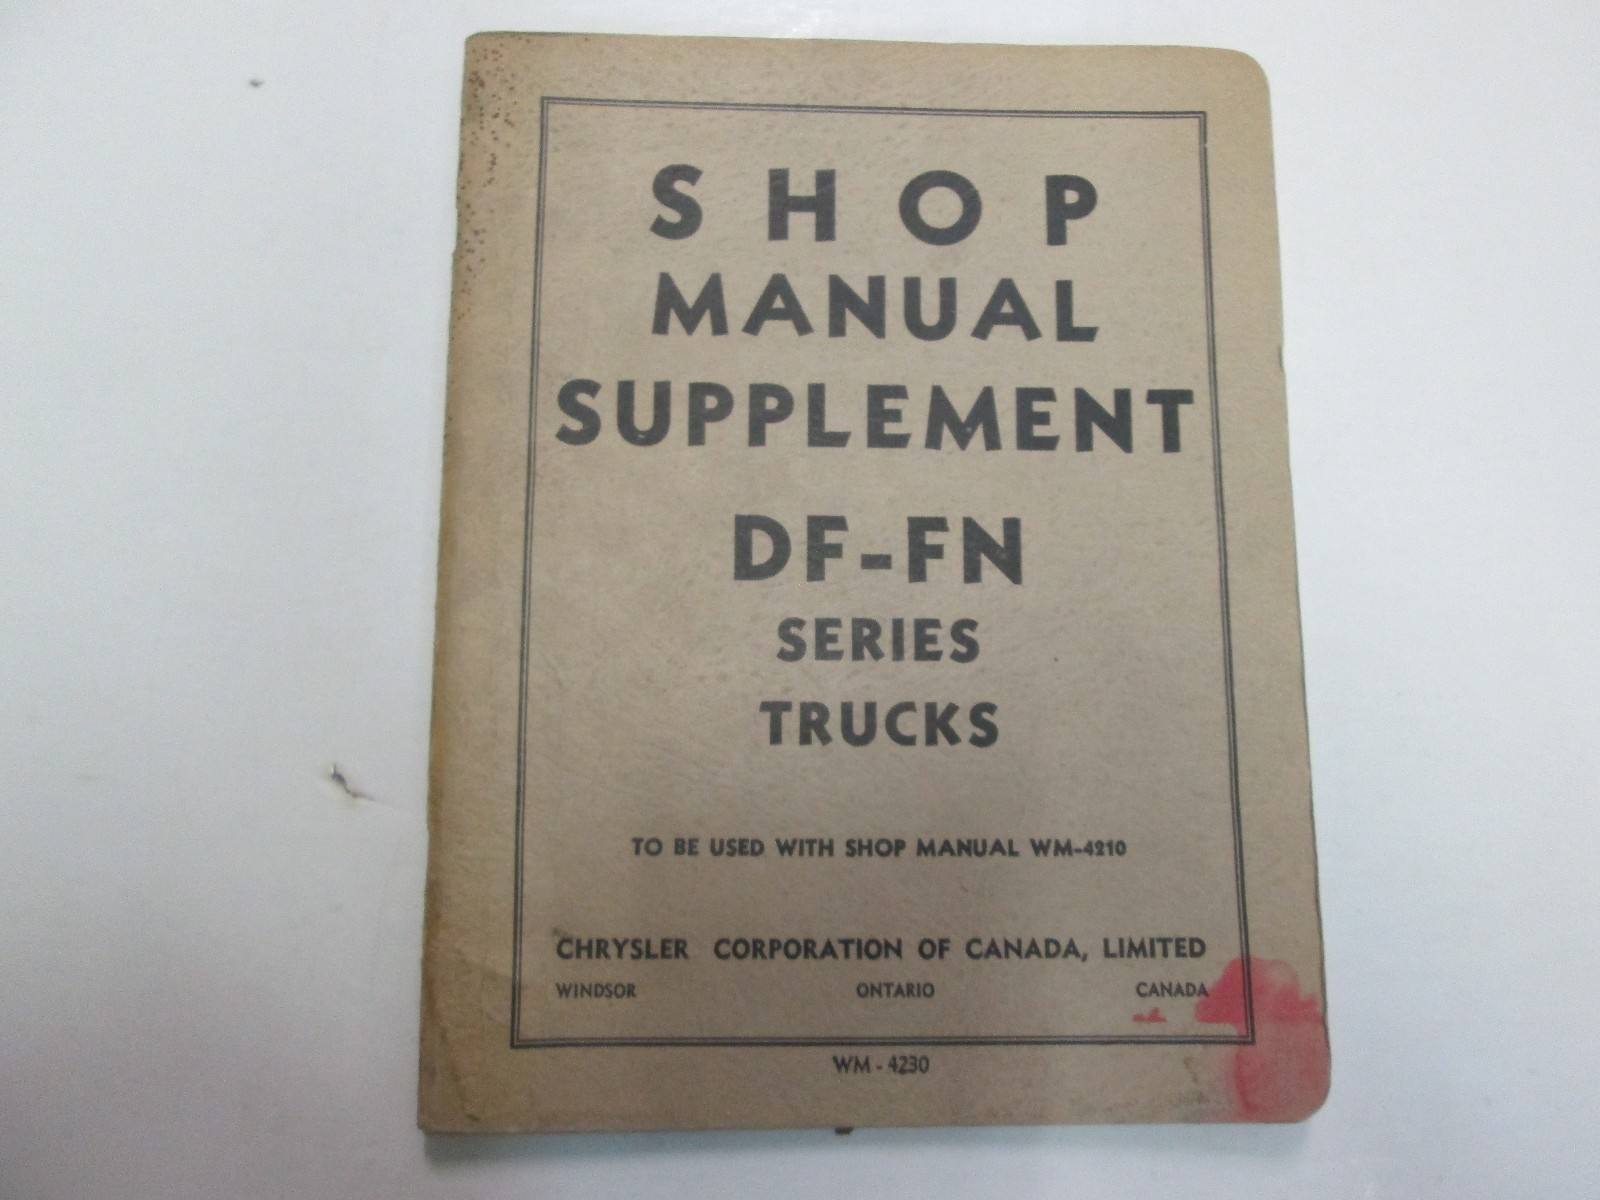 SHOP
MANUAL
SUPPLEMENT
DF-FN
SERIES
TRUCKS
TO BE USED WITH SHOP MANUAL WM-4210
CHRYSLER CORPORATION OF CANADA, LIMITED
WINDSOR ONTARIO CANADA
WM - 4230